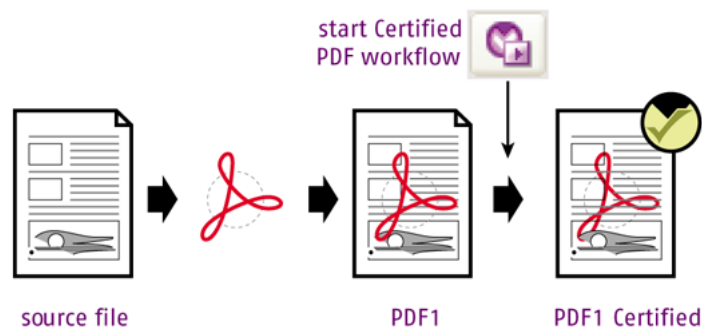 start Certified
PDF workflow
source file
PDF1
PDF1 Certified